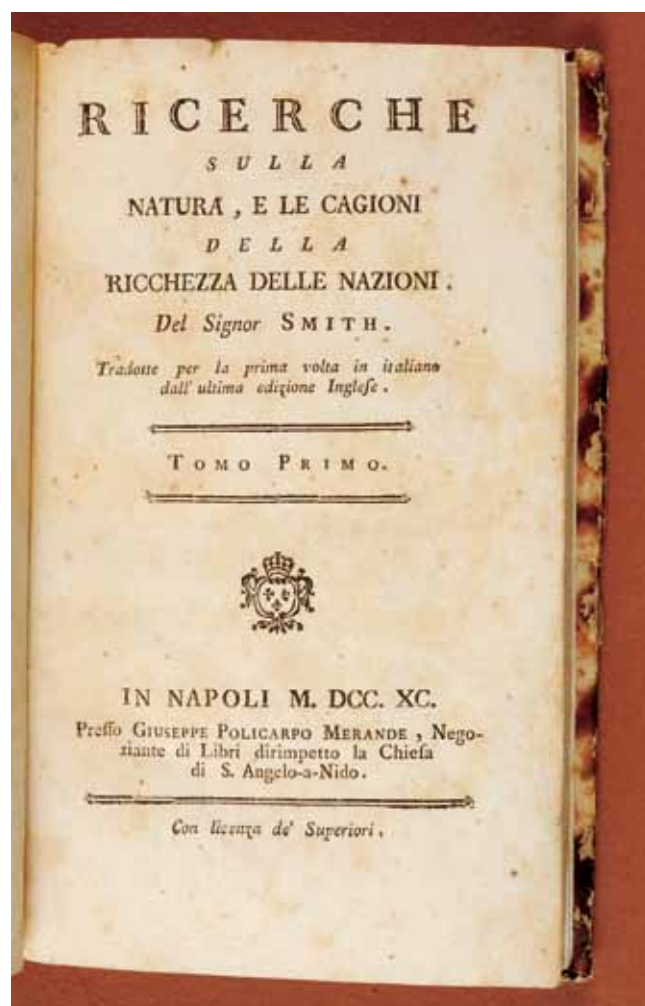 RICERCHE
SULLA
NATURA, E LE CAGIONI
DELLA
RICCHEZZA DELLE NAZIONI.
Del Signor SMITH.
Tradotte per la prima volta in italiano
dall' ultima edizione Ingleſe.
TOMO PRIMO.
IN NAPOLI M. DCC. XC.
Preſſo GIUSEPPE POLICARPO MERANDE, Nego-
ziante di Libri dirimpetto la Chieſa
di S. Angelo-a-Nido.
Con licenza de' Superiori.